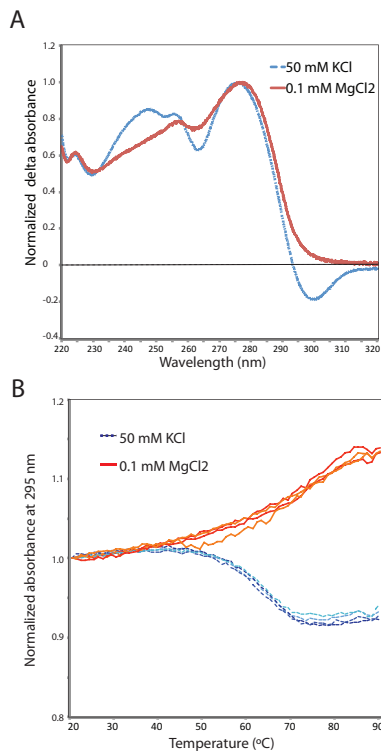 A
50 mM KCl
0.1 mM MgCl2
Normalized delta absorbance
1.2
1.0
0.8
0.6
0.4
0.2
0
-0.2
-0.4
220 230 240 250 260 270 280 290 300 310 320
Wavelength (nm)
B
50 mM KCl
0.1 mM MgCl2
Normalized absorbance at 295 nm
1.2
1.1
1.0
0.9
0.8
20 30 40 50 60 70 80 90
Temperature (ºC)